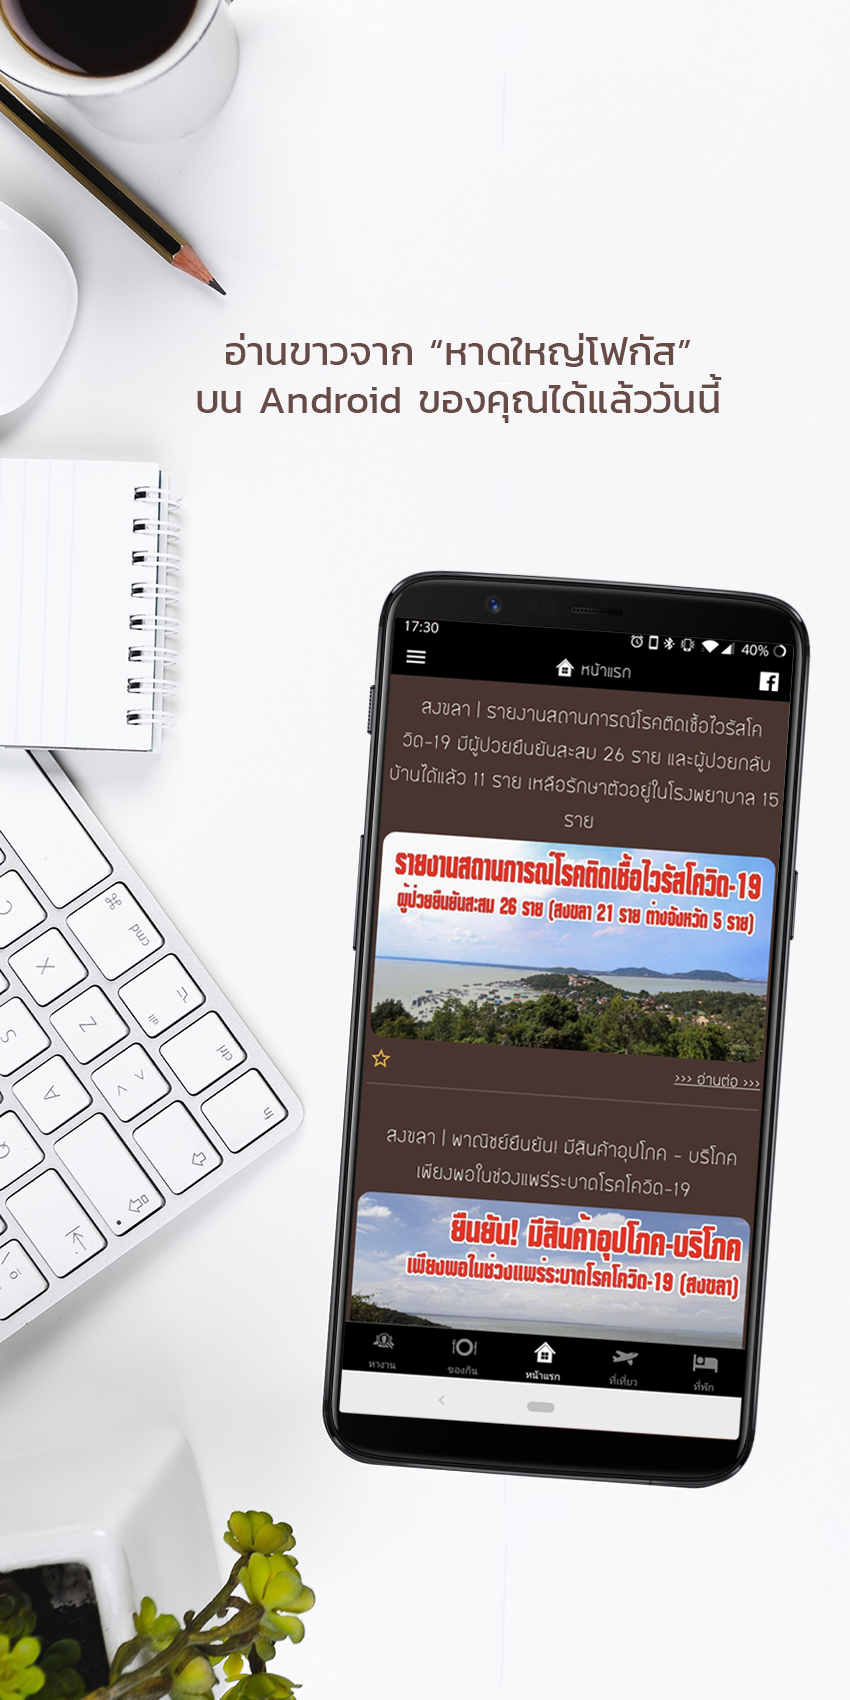 อ่านขาวจาก “หาดใหญ่โฟกัส”
บน Android ของคุณได้แล้ววันนี้
17:30
40%
หน้าแรก
สงขลา | รายงานสถานการณ์โรคติดเชื้อไวรัสโค
วิด-19 มีผู้ป่วยยืนยันสะสม 26 ราย และผู้ป่วยกลับ
บ้านได้แล้ว 11 ราย เหลือรักษาตัวอยู่ในโรงพยาบาล 15
ราย
รายงานสถานการณ์โรคติดเชื้อไวรัสโควิด-19
ผู้ป่วยยืนยันสะสม 26 ราย (สงขลา 21 ราย ต่างจังหวัด 5 ราย)
››› อ่านต่อ ›››
สงขลา | พาณิชย์ยืนยัน! มีสินค้าอุปโภค - บริโภค
เพียงพอในช่วงแพร่ระบาดโรคโควิด-19
ยืนยัน! มีสินค้าอุปโภค-บริโภค
เพียงพอในช่วงแพร่ระบาดโรคโควิด-19 (สงขลา)
หางาน
ของกิน
หน้าแรก
ที่เที่ยว
ที่พัก
⌘
cmd
alt
ctrl
fn
C
X
Z
S
A
Q